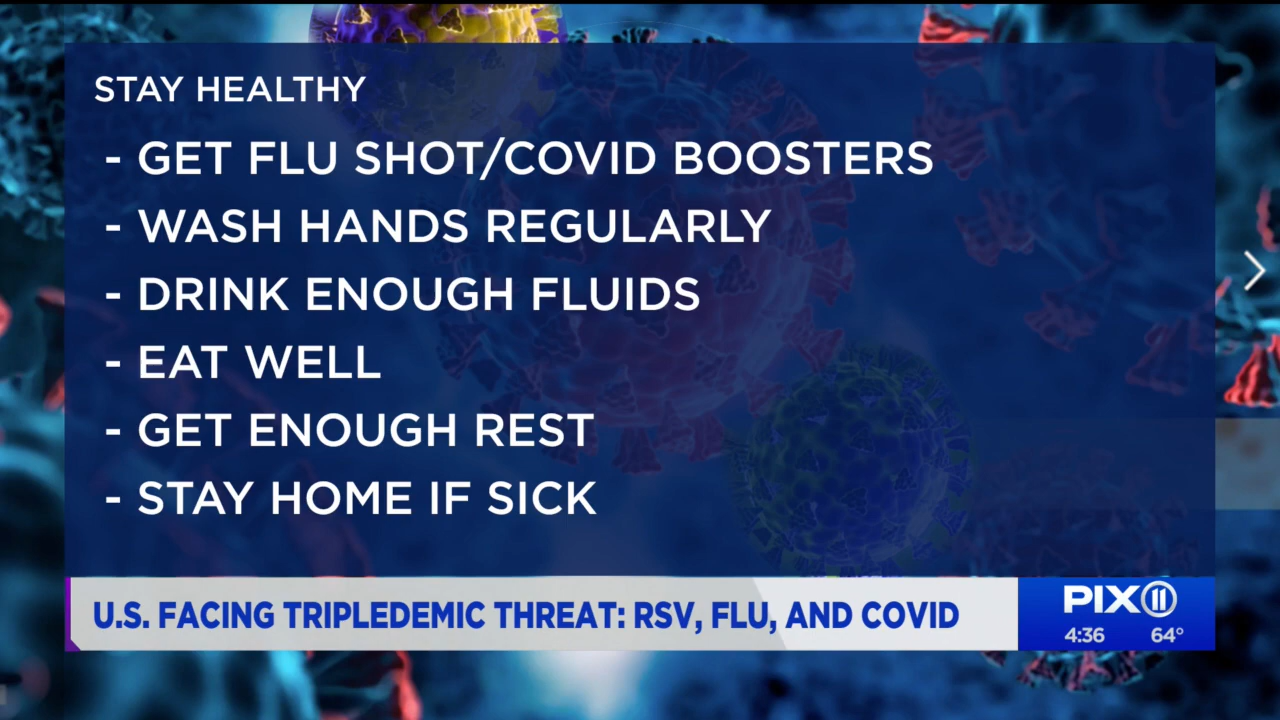 STAY HEALTHY
- GET FLU SHOT/COVID BOOSTERS
- WASH HANDS REGULARLY
- DRINK ENOUGH FLUIDS
- EAT WELL
- GET ENOUGH REST
- STAY HOME IF SICK
U.S. FACING TRIPLEDEMIC THREAT: RSV, FLU, AND COVID
PIX11
4:36 64°